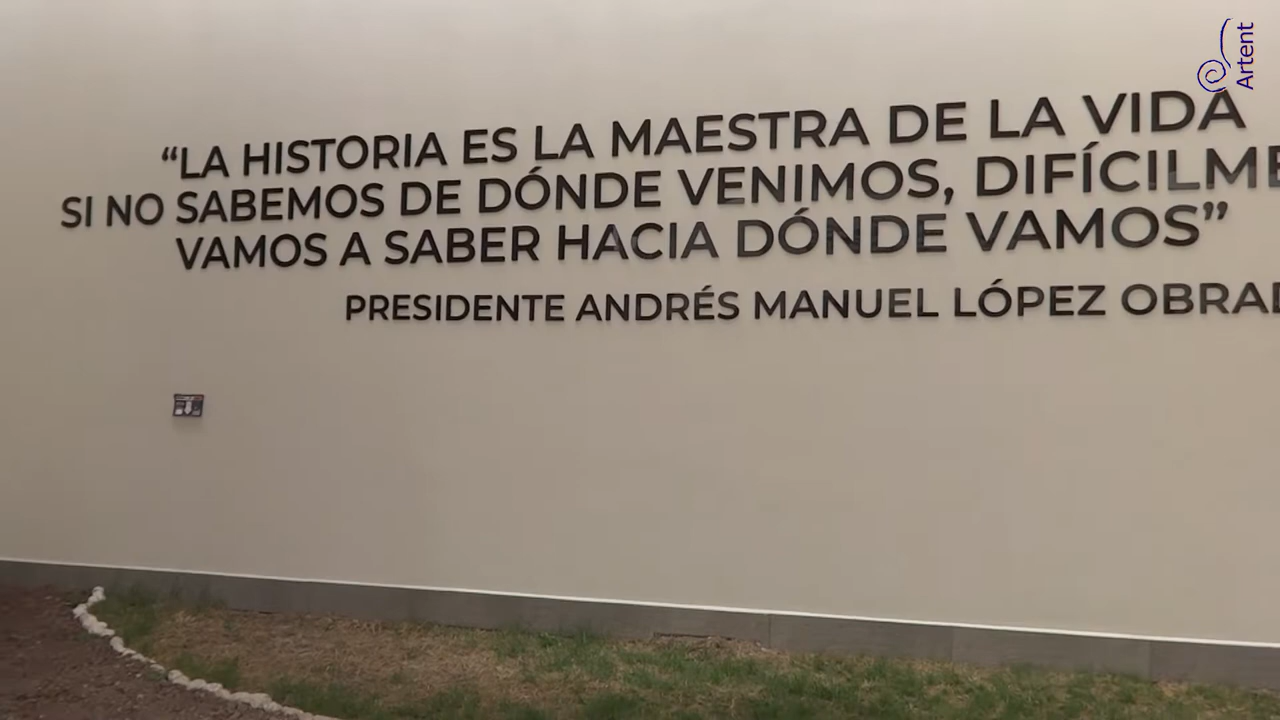 “LA HISTORIA ES LA MAESTRA DE LA VIDA
SI NO SABEMOS DE DÓNDE VENIMOS, DIFÍCILME
VAMOS A SABER HACIA DÓNDE VAMOS”
PRESIDENTE ANDRÉS MANUEL LÓPEZ OBRAD
Artent